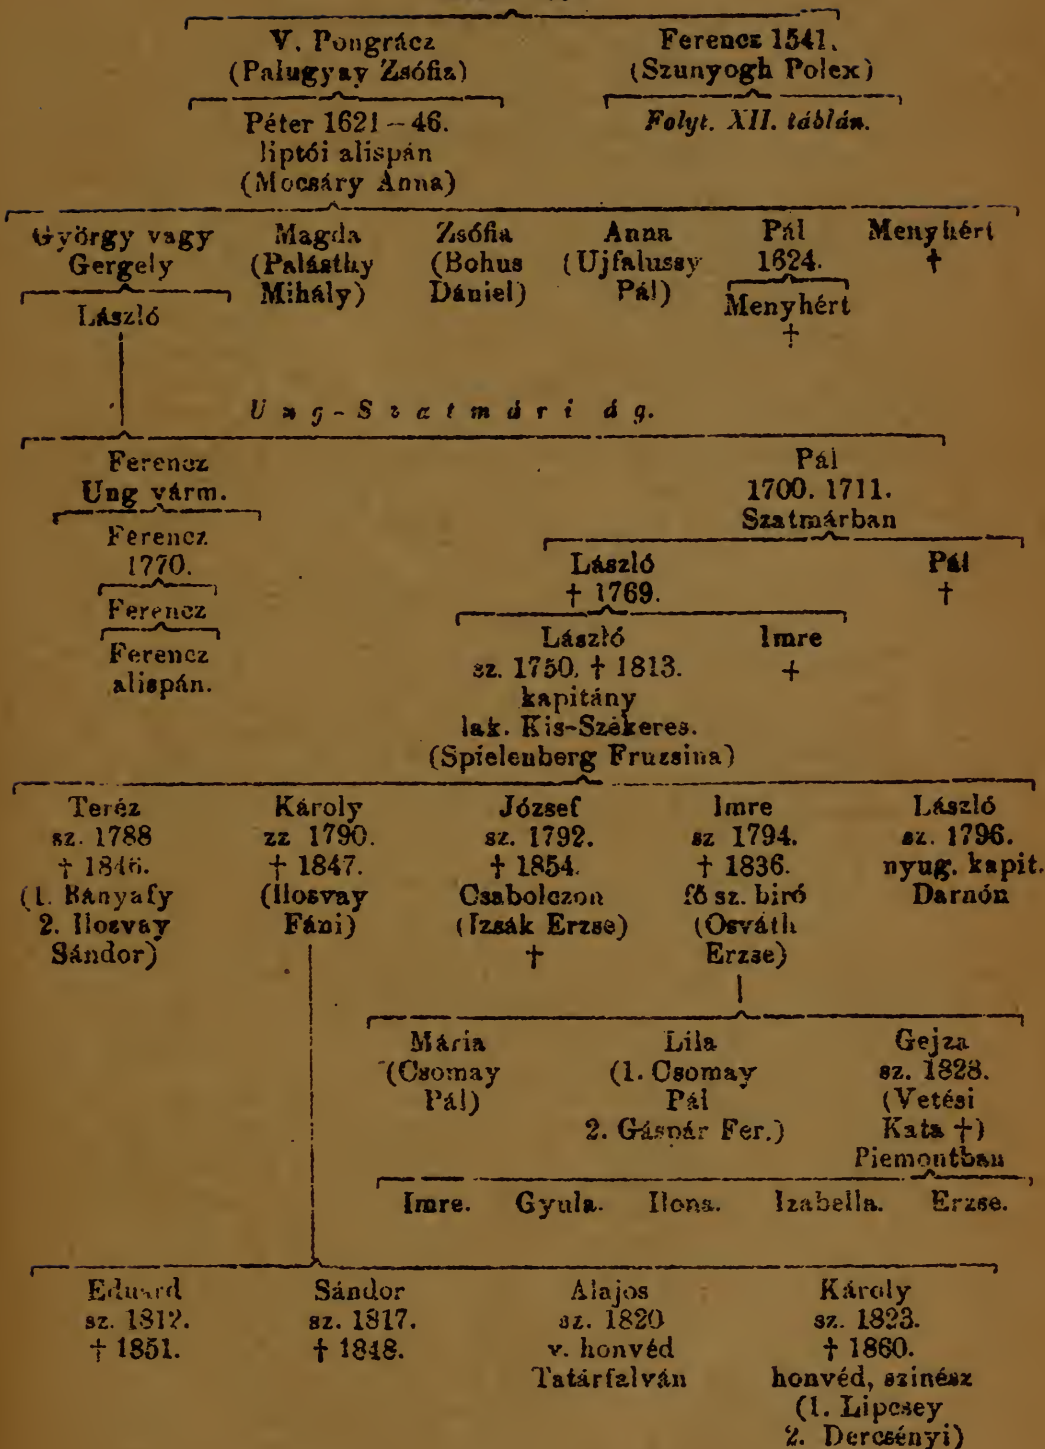 V. Pongrácz Ferencz 1541.
(Palugyay Zsófia) (Szunyogh Polex)
Péter 1621–46. Folyt. XII. táblán.
liptói alispán
(Mocsáry Anna)
György vagy Magda Zsófia Anna Pál Menyhért
Gergely (Palásthy (Bohus (Ujfalussy 1624. †
Mihály) Dániel) Pál) Menyhért
László †
Ung-Szatmári ág.
Ferencz Pál
Ung várm. 1700. 1711.
Szatmárban
Ferencz László Pál
1770. † 1769. †
Ferencz
László Imre
Ferencz sz. 1750. † 1813. †
alispán. kapitány
lak. Kis-Szekeres.
(Spielenberg Fruzsina)
Teréz Károly József Imre László
sz. 1788 zz 1790. sz. 1792. sz 1794. sz. 1796.
† 1846. † 1847. † 1854. † 1836. nyug. kapit.
(1. Bányafy (Ilosvay Csabolczon fő sz. biró Darnón
2. Ilosvay Fáni) (Izsák Erzse) (Osváth
Sándor) † Erzse)
Mária Lila Gejza
(Csomay (1. Csomay sz. 1828.
Pál) Pál (Vetési
2. Gáspár Fer.) Kata †)
Piemontban
Imre. Gyula. Ilona. Izabella. Erzse.
Eduard Sándor Alajos Károly
sz. 1812. sz. 1817. sz. 1820 sz. 1823.
† 1851. † 1848. v. honvéd † 1860.
Tatárfalván honvéd, szinész
(1. Lipcsey
2. Dercsényi)